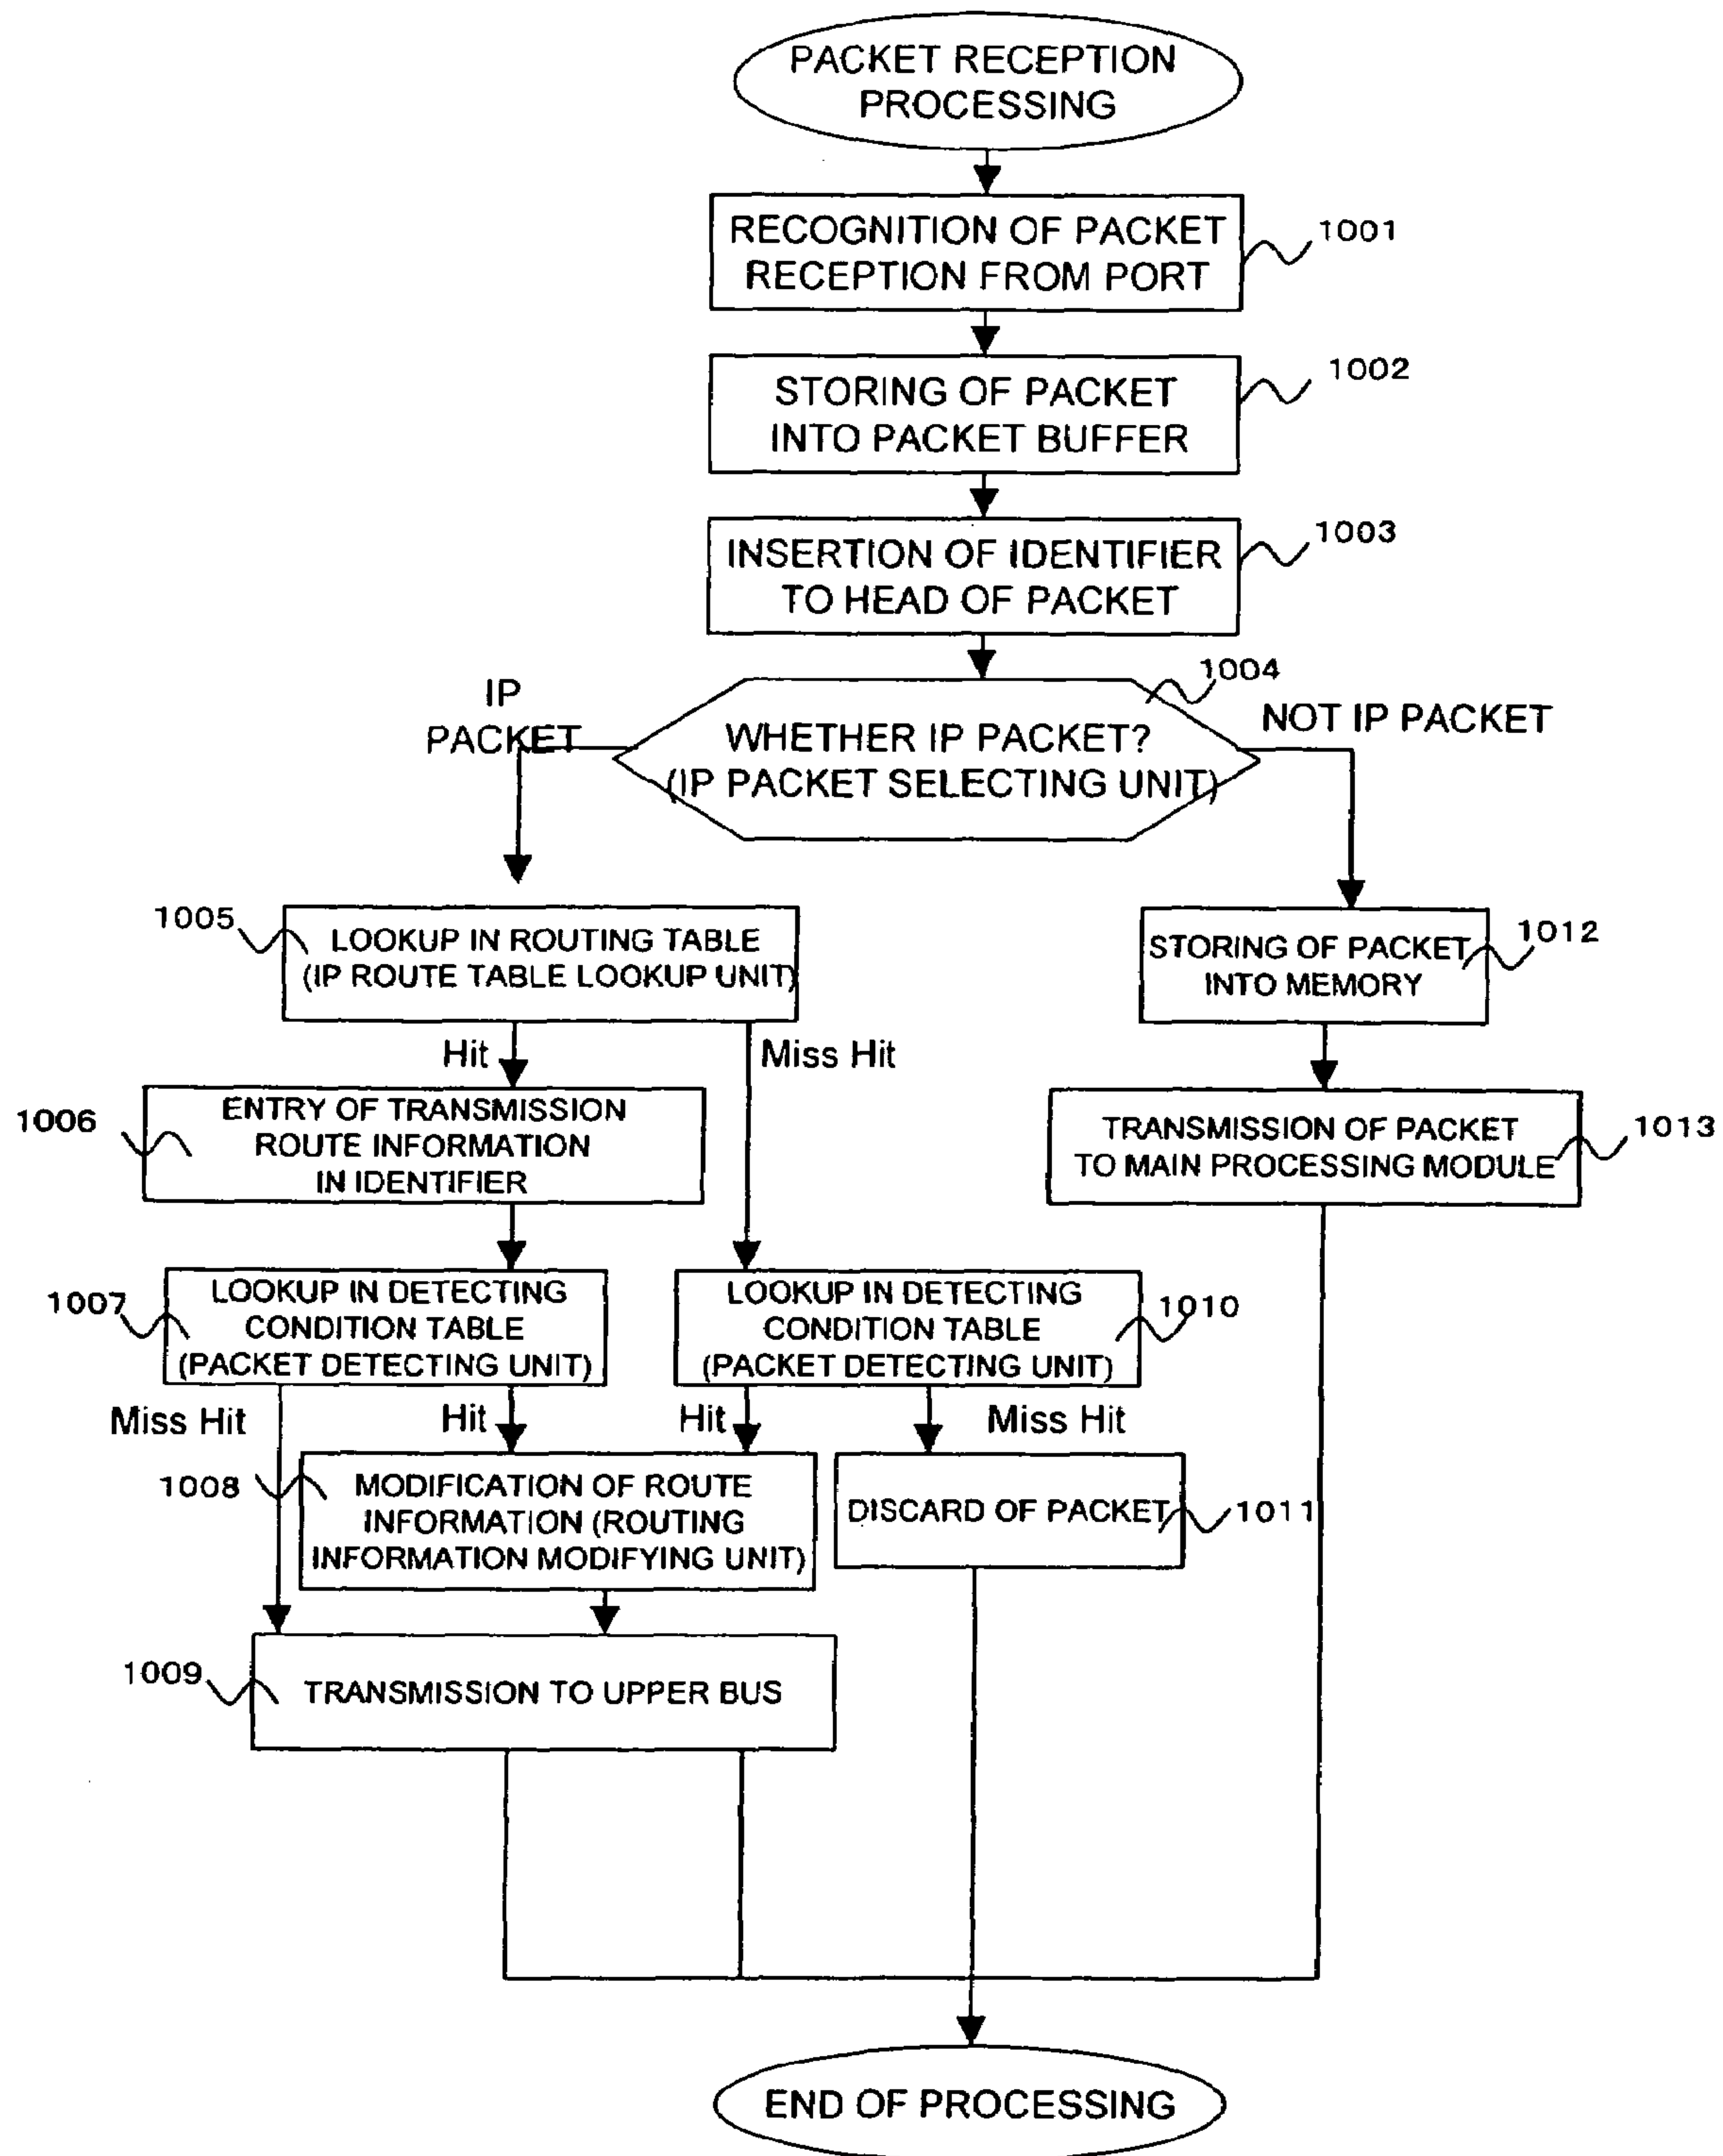 PACKET RECEPTION
PROCESSING
RECOGNITION OF PACKET
RECEPTION FROM PORT
1001
STORING OF PACKET
INTO PACKET BUFFER
1002
INSERTION OF IDENTIFIER
TO HEAD OF PACKET
1003
1004
IP
PACKET
WHETHER IP PACKET?
(IP PACKET SELECTING UNIT)
NOT IP PACKET
1005
LOOKUP IN ROUTING TABLE
(IP ROUTE TABLE LOOKUP UNIT)
STORING OF PACKET
INTO MEMORY
1012
Hit
Miss Hit
1006
ENTRY OF TRANSMISSION
ROUTE INFORMATION
IN IDENTIFIER
TRANSMISSION OF PACKET
TO MAIN PROCESSING MODULE
1013
1007
LOOKUP IN DETECTING
CONDITION TABLE
(PACKET DETECTING UNIT)
LOOKUP IN DETECTING
CONDITION TABLE
(PACKET DETECTING UNIT)
1010
Miss Hit
Hit
Hit
Miss Hit
1008
MODIFICATION OF ROUTE
INFORMATION (ROUTING
INFORMATION MODIFYING UNIT)
DISCARD OF PACKET
1011
1009
TRANSMISSION TO UPPER BUS
END OF PROCESSING